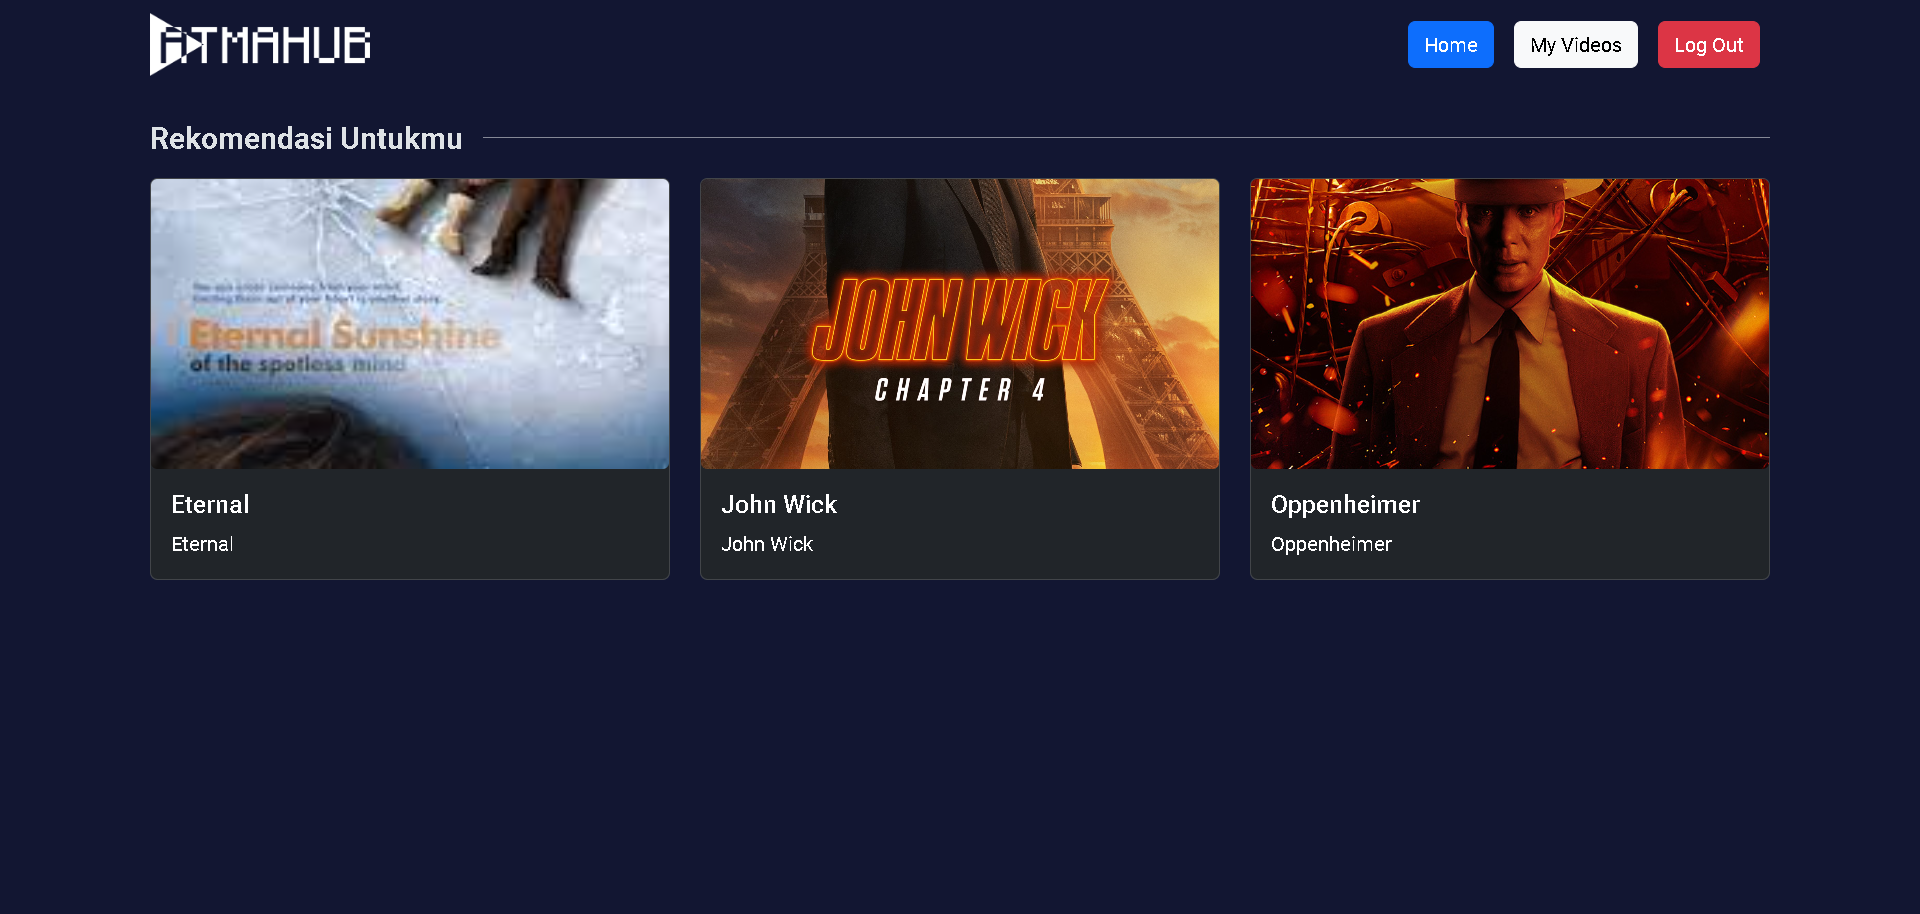 ATMAHUB
Home
My Videos
Log Out
Rekomendasi Untukmu
Eternal Sunshine
of the spotless mind
JOHN WICK
CHAPTER 4
Eternal
Eternal
John Wick
John Wick
Oppenheimer
Oppenheimer